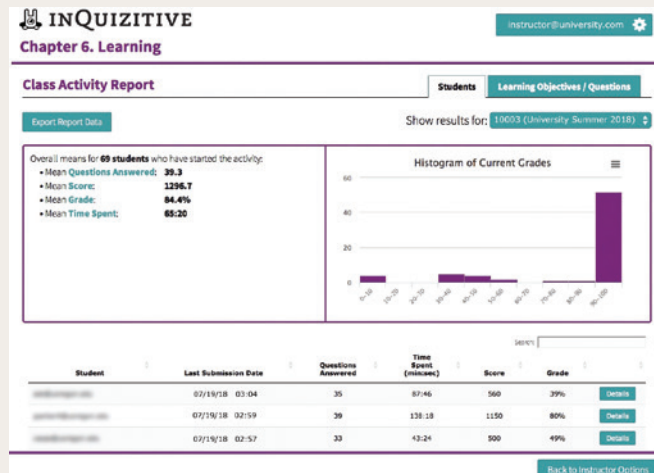 INQUIZITIVE
instructor@university.com
Chapter 6. Learning
Class Activity Report
Students
Learning Objectives / Questions
Export Report Data
Show results for: 10003 (University Summer 2018)
Overall means for 69 students who have started the activity:
• Mean Questions Answered: 39.3
• Mean Score: 1296.7
• Mean Grade: 84.4%
• Mean Time Spent: 65:20
Histogram of Current Grades
60
40
20
0
0-10 10-20 20-30 30-40 40-50 50-60 60-70 70-80 80-90 90-100
Search:
Student Last Submission Date Questions Answered Time Spent (min:sec) Score Grade
07/19/18 03:04 35 87:46 560 39% Details
07/19/18 02:59 39 138:18 1150 80% Details
07/19/18 02:57 33 43:24 500 49% Details
Back to Instructor Options